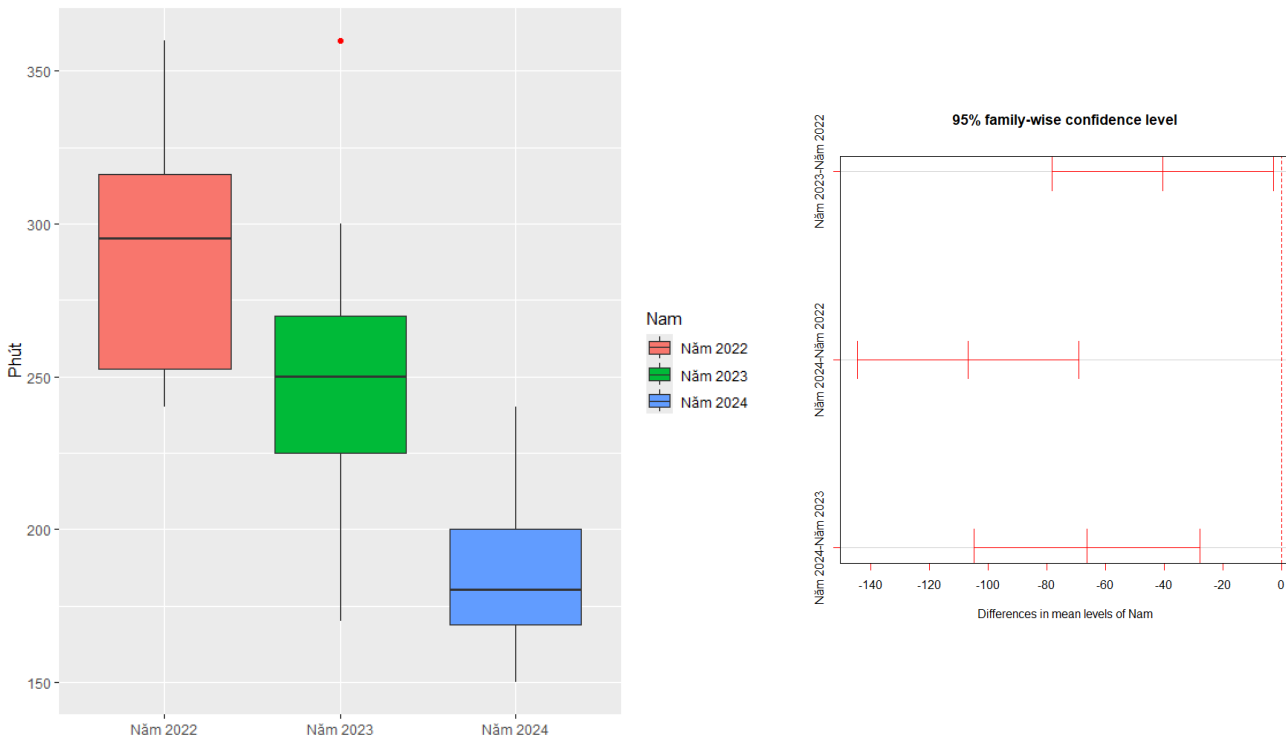 Phút
350
300
250
200
150
Năm 2022
Năm 2023
Năm 2024
Nam
Năm 2022
Năm 2023
Năm 2024
95% family-wise confidence level
Năm 2023-Năm 2022
Năm 2024-Năm 2022
Năm 2024-Năm 2023
-140
-120
-100
-80
-60
-40
-20
0
Differences in mean levels of Nam